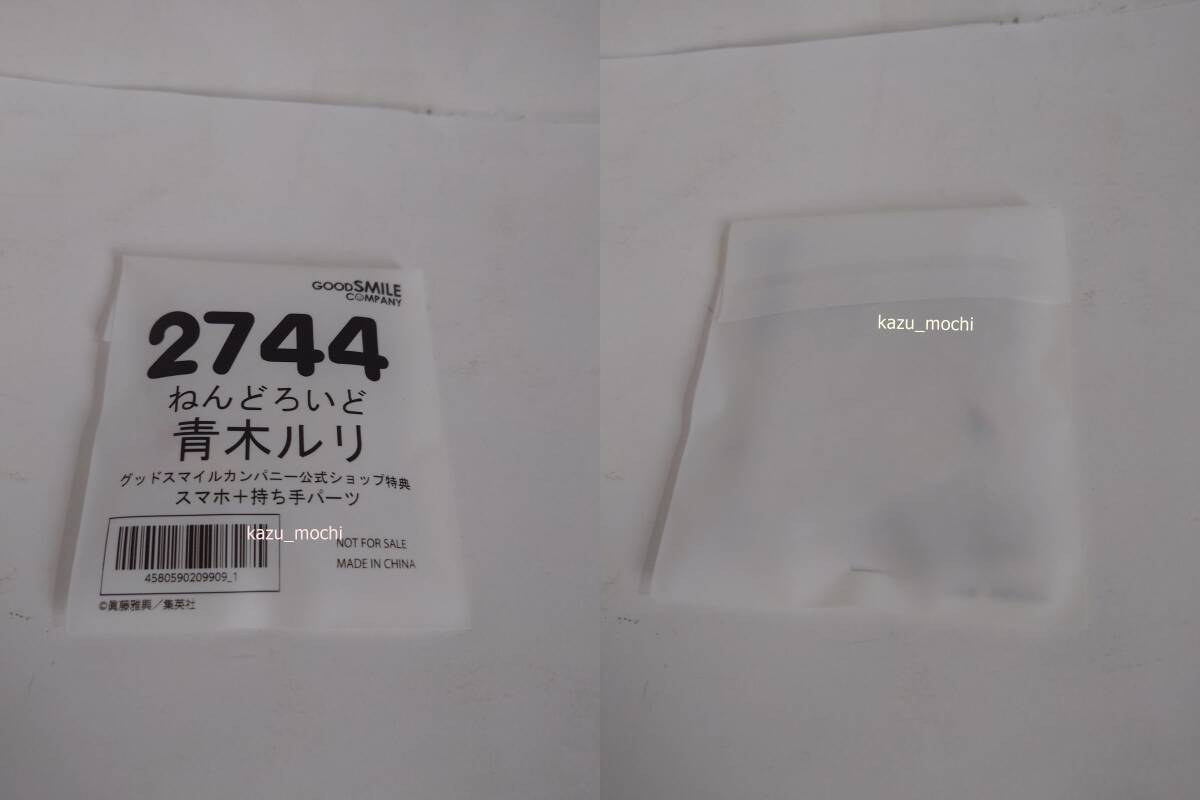 GOODSMILE
COMPANY
2744
ねんどろいど
青木ルリ
グッドスマイルカンパニー公式ショップ特典
スマホ＋持ち手パーツ
kazu_mochi
NOT FOR SALE
4580590209909_1
MADE IN CHINA
©眞藤雅興／集英社
kazu_mochi